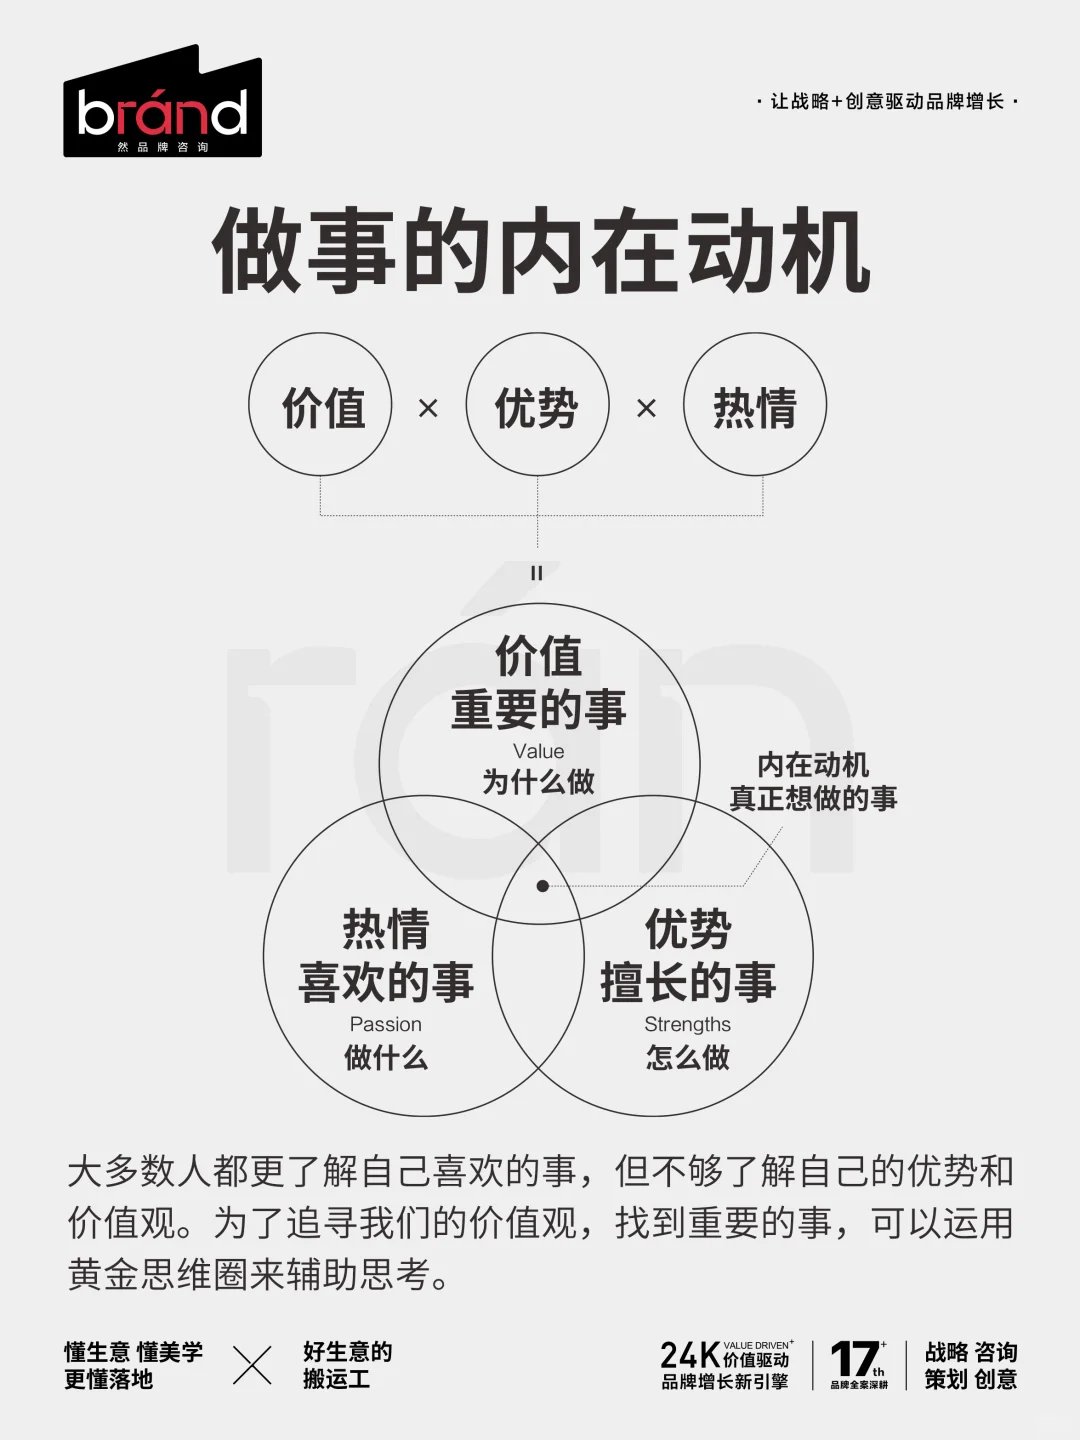 bránd
然品牌咨询
·让战略+创意驱动品牌增长·
做事的内在动机
价值 × 优势 × 热情
=
rán
价值
重要的事
Value
为什么做
内在动机
真正想做的事
热情
喜欢的事
Passion
做什么
优势
擅长的事
Strengths
怎么做
大多数人都更了解自己喜欢的事，但不够了解自己的优势和
价值观。为了追寻我们的价值观，找到重要的事，可以运用
黄金思维圈来辅助思考。
懂生意 懂美学
更懂落地
好生意的
搬运工
24K VALUE DRIVEN+
价值驱动
品牌增长新引擎
17th+
品牌全案深耕
战略 咨询
策划 创意